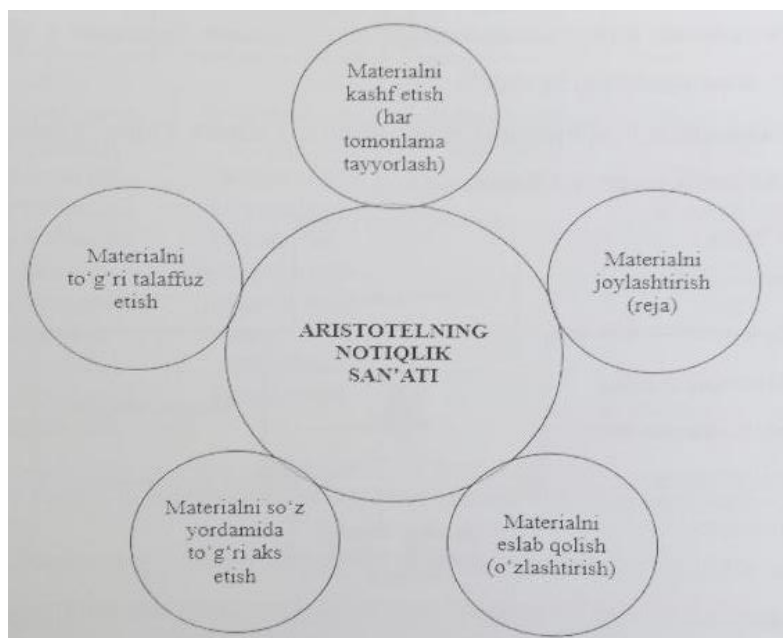 Materialni
kashf etish
(har
tomonlama
tayyorlash)
Materialni
to‘g‘ri talaffuz
etish
Materialni
joylashtirish
(reja)
ARISTOTELNING
NOTIQLIK
SAN’ATI
Materialni so‘z
yordamida
to‘g‘ri aks
etish
Materialni
eslab qolish
(o‘zlashtirish)